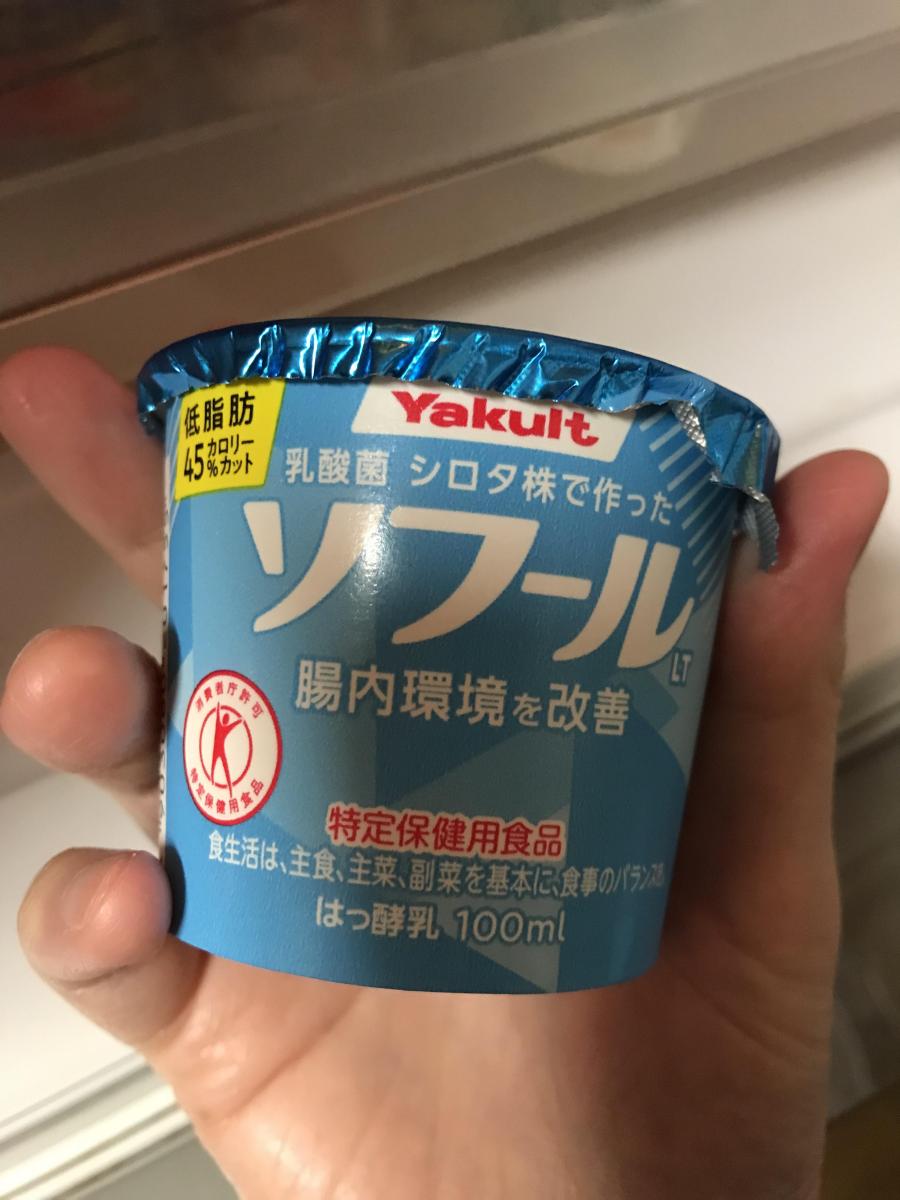 Yakult
低脂肪
45%カロリーカット
乳酸菌 シロタ株で作った
ソフール
LT
腸内環境を改善
消費者庁許可
特定保健用食品
特定保健用食品
食生活は、主食、主菜、副菜を基本に、食事のバランスを
はっ酵乳 100ml